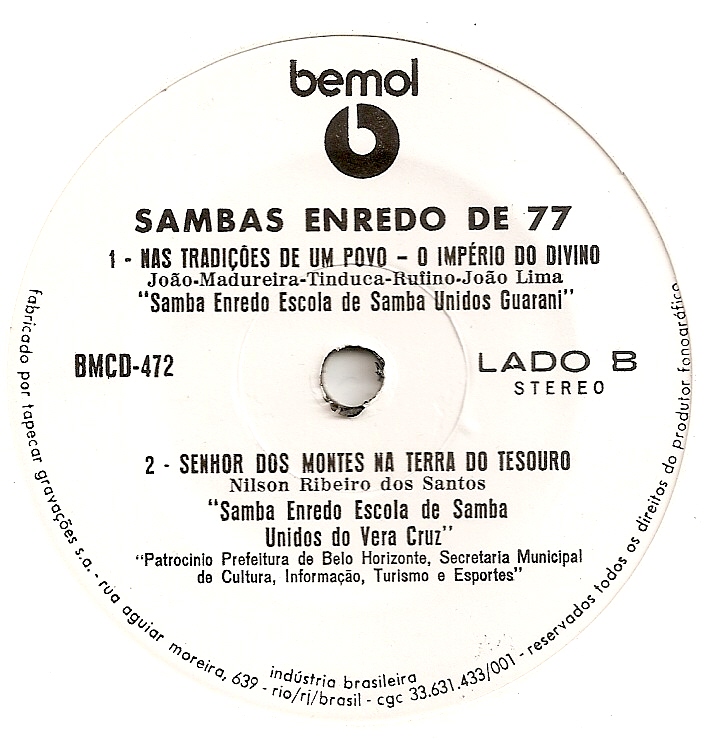 bemol
SAMBAS ENREDO DE 77
1 - NAS TRADIÇÕES DE UM POVO - O IMPÉRIO DO DIVINO
João-Madureira-Tinduca-Rufino-João Lima
"Samba Enredo Escola de Samba Unidos Guarani"
BMCD-472
LADO B
STEREO
2 - SENHOR DOS MONTES NA TERRA DO TESOURO
Nilson Ribeiro dos Santos
"Samba Enredo Escola de Samba
Unidos do Vera Cruz"
"Patrocinio Prefeitura de Belo Horizonte, Secretaria Municipal
de Cultura, Informação, Turismo e Esportes"
fabricado por tapecar gravações s.a. - rua aguiar moreira, 639 - rio/rj/brasil - cgc 33.631.433/001 - reservados todos os direitos do produtor fonográfico
indústria brasileira